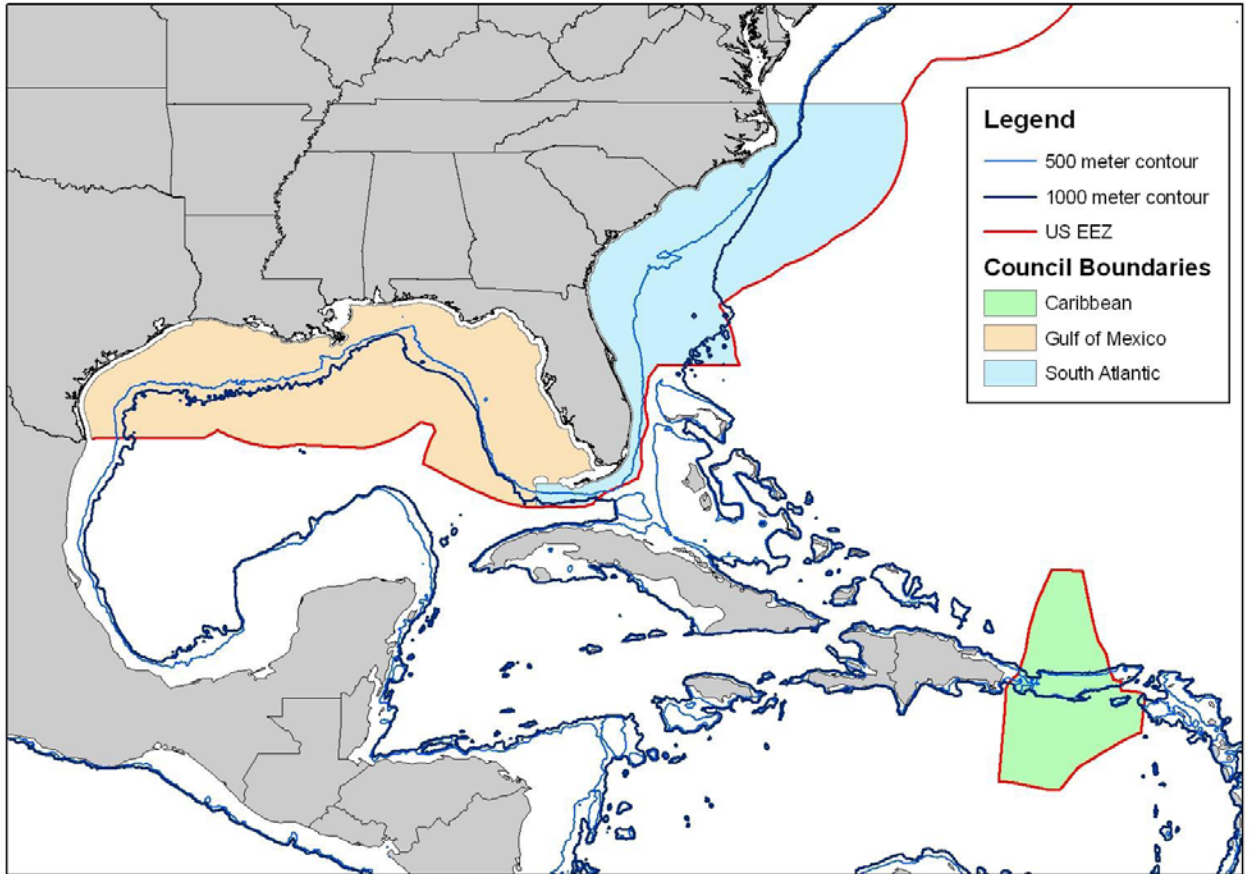 Legend
500 meter contour
1000 meter contour
US EEZ
Council Boundaries
Caribbean
Gulf of Mexico
South Atlantic